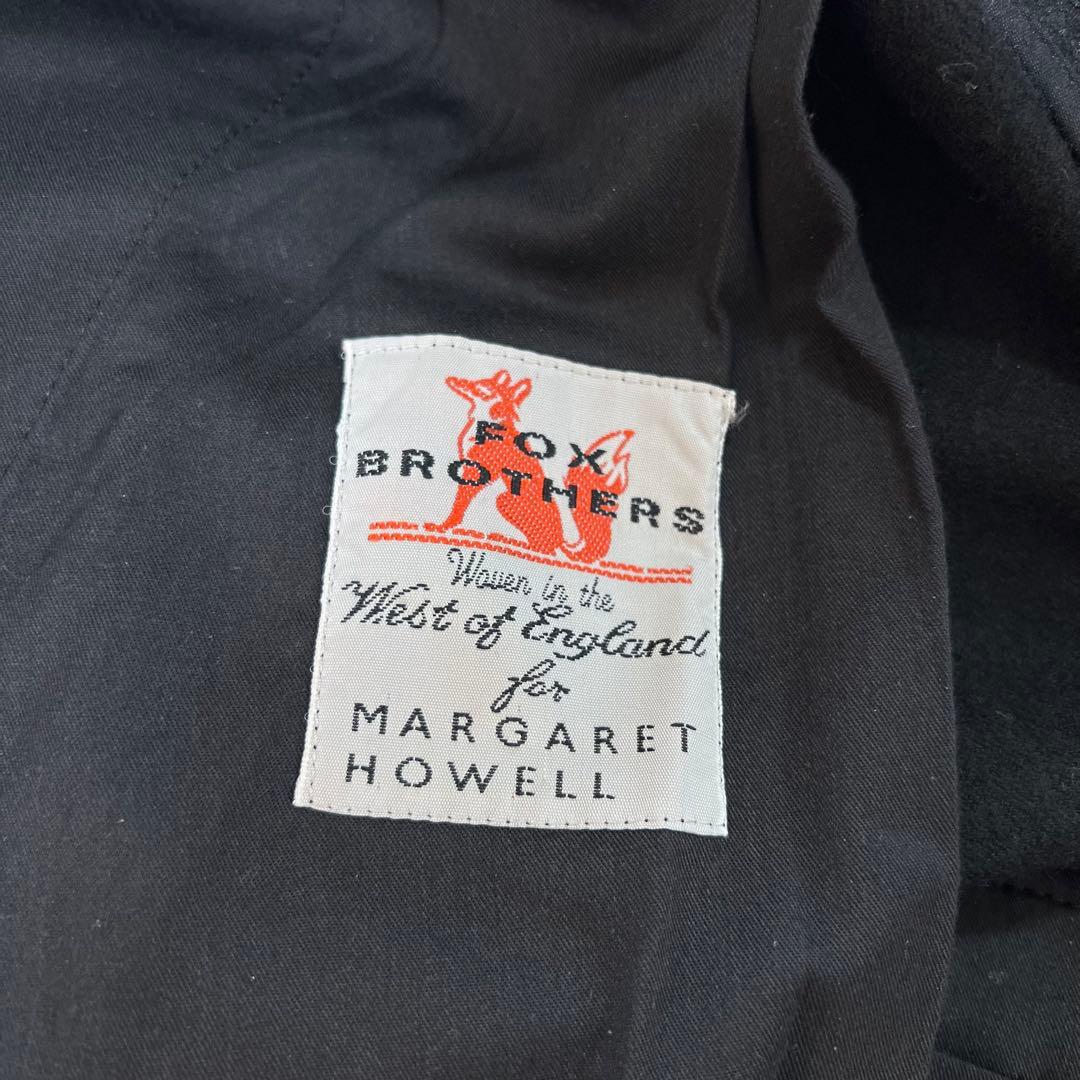 FOX
BROTHERS
Woven in the
West of England
for
MARGARET
HOWELL